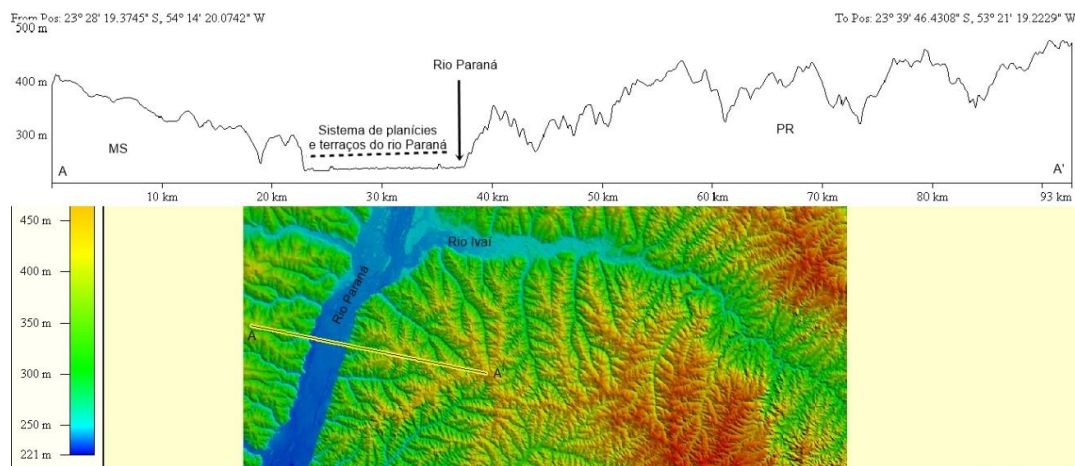 From Pos: 23° 28' 19.3745" S, 54° 14' 20.0742" W
To Pos: 23° 39' 46.4308" S, 53° 21' 19.2229" W
500 m
Rio Paraná
400 m
Sistema de planícies
e terraços do rio Paraná
300 m
MS
PR
A
A'
10 km
20 km
30 km
40 km
50 km
60 km
70 km
80 km
93 km
450 m
400 m
350 m
300 m
250 m
221 m
Rio Ivaí
Rio Paraná
A
A'